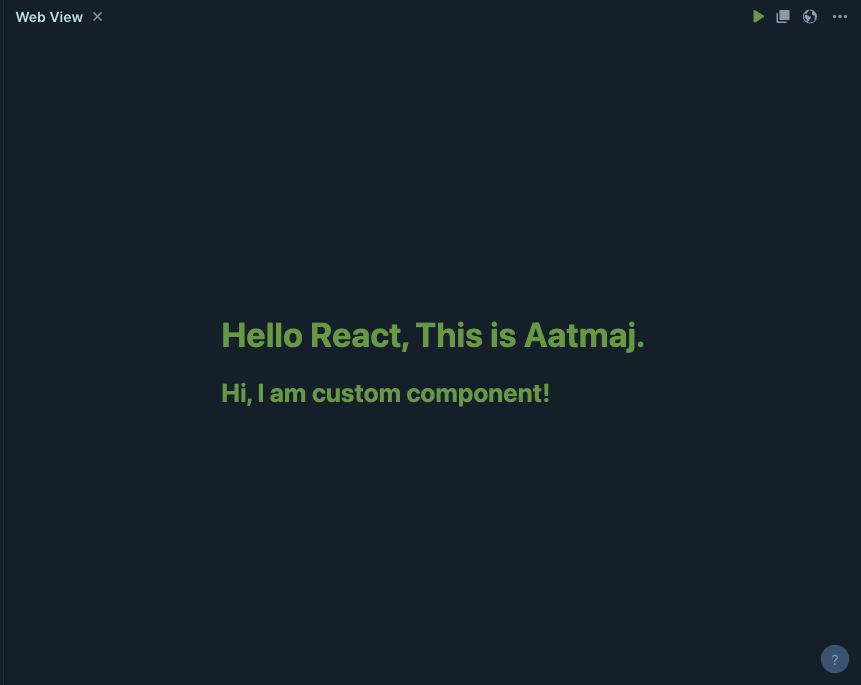 Web View
Hello React, This is Aatmaj.
Hi, I am custom component!
?